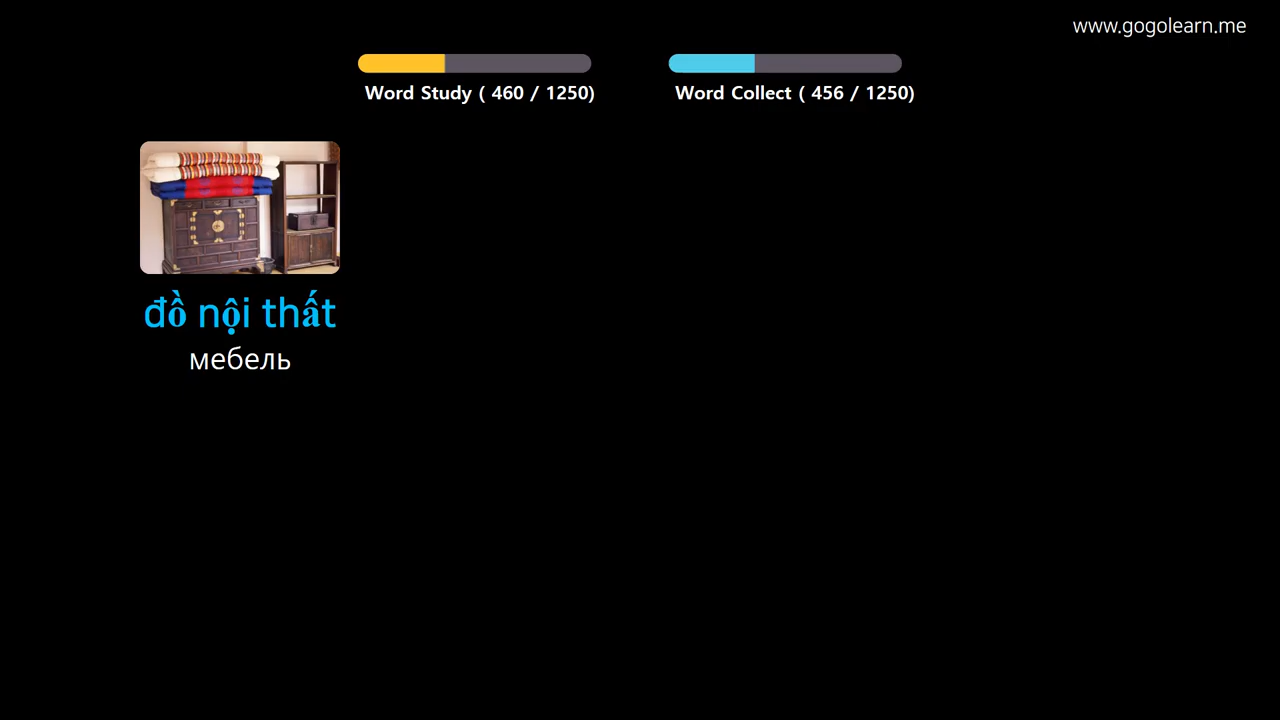 www.gogolearn.me
Word Study ( 460 / 1250)
Word Collect ( 456 / 1250)
đồ nội thất
мебель